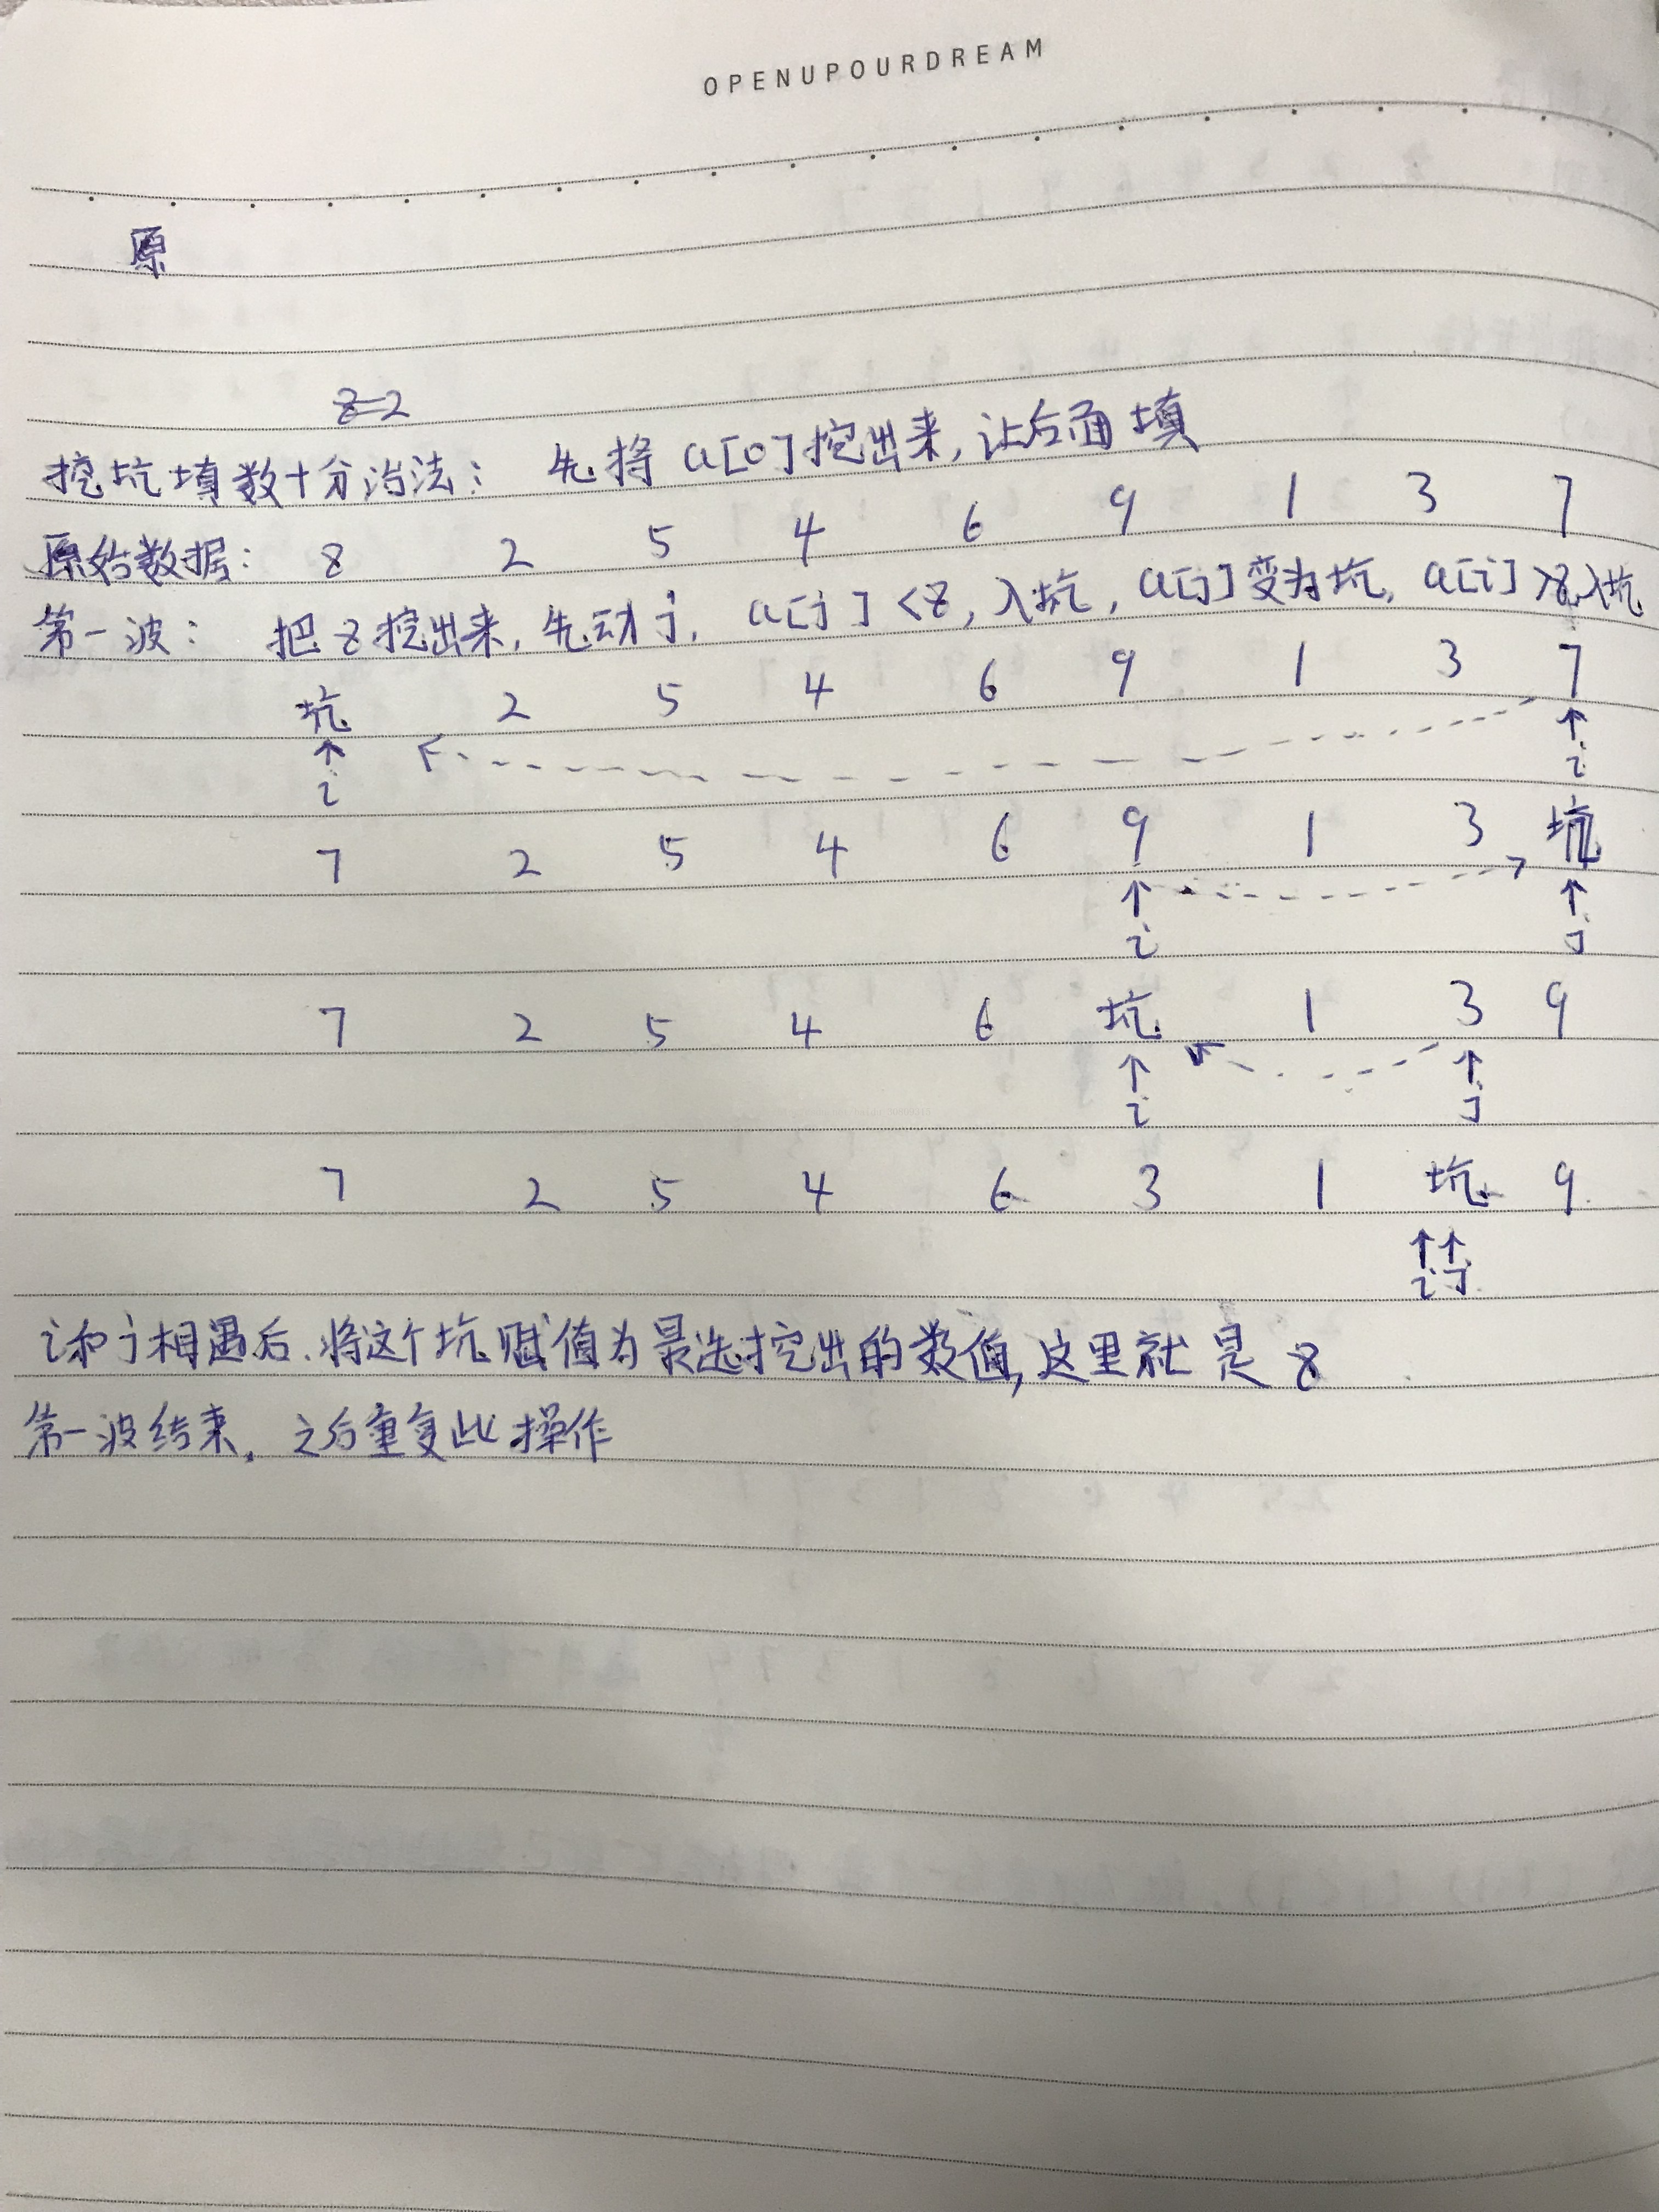 OPENUPOURDREAM
原
8=2
挖坑填数+分治法： 先将 a[0]挖出来，让后面填
原始数据： 8 2 5 4 6 9 1 3 7
第一波： 把8挖出来，先动j， a[j]<8，入坑，a[j]变为坑，a[i]>8入坑
坑 2 5 4 6 9 1 3 7
↑ ↑
i i
7 2 5 4 6 9 1 3 坑
↑ ↑
i j
7 2 5 4 6 坑 1 3 9
↑ ↑
i j
7 2 5 4 6 3 1 坑 9
↑↑
i j
i和j相遇后，将这个坑赋值为最先挖出的数值，这里就是8
第一波结束，之后重复此操作